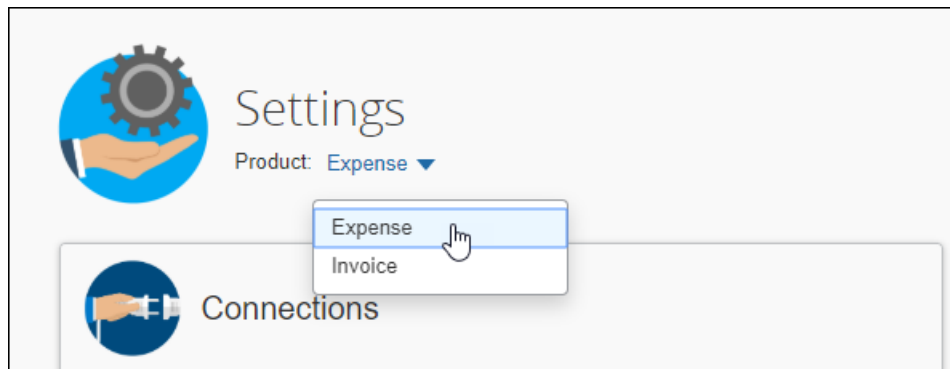 Settings
Product: Expense
Expense
Invoice
Connections